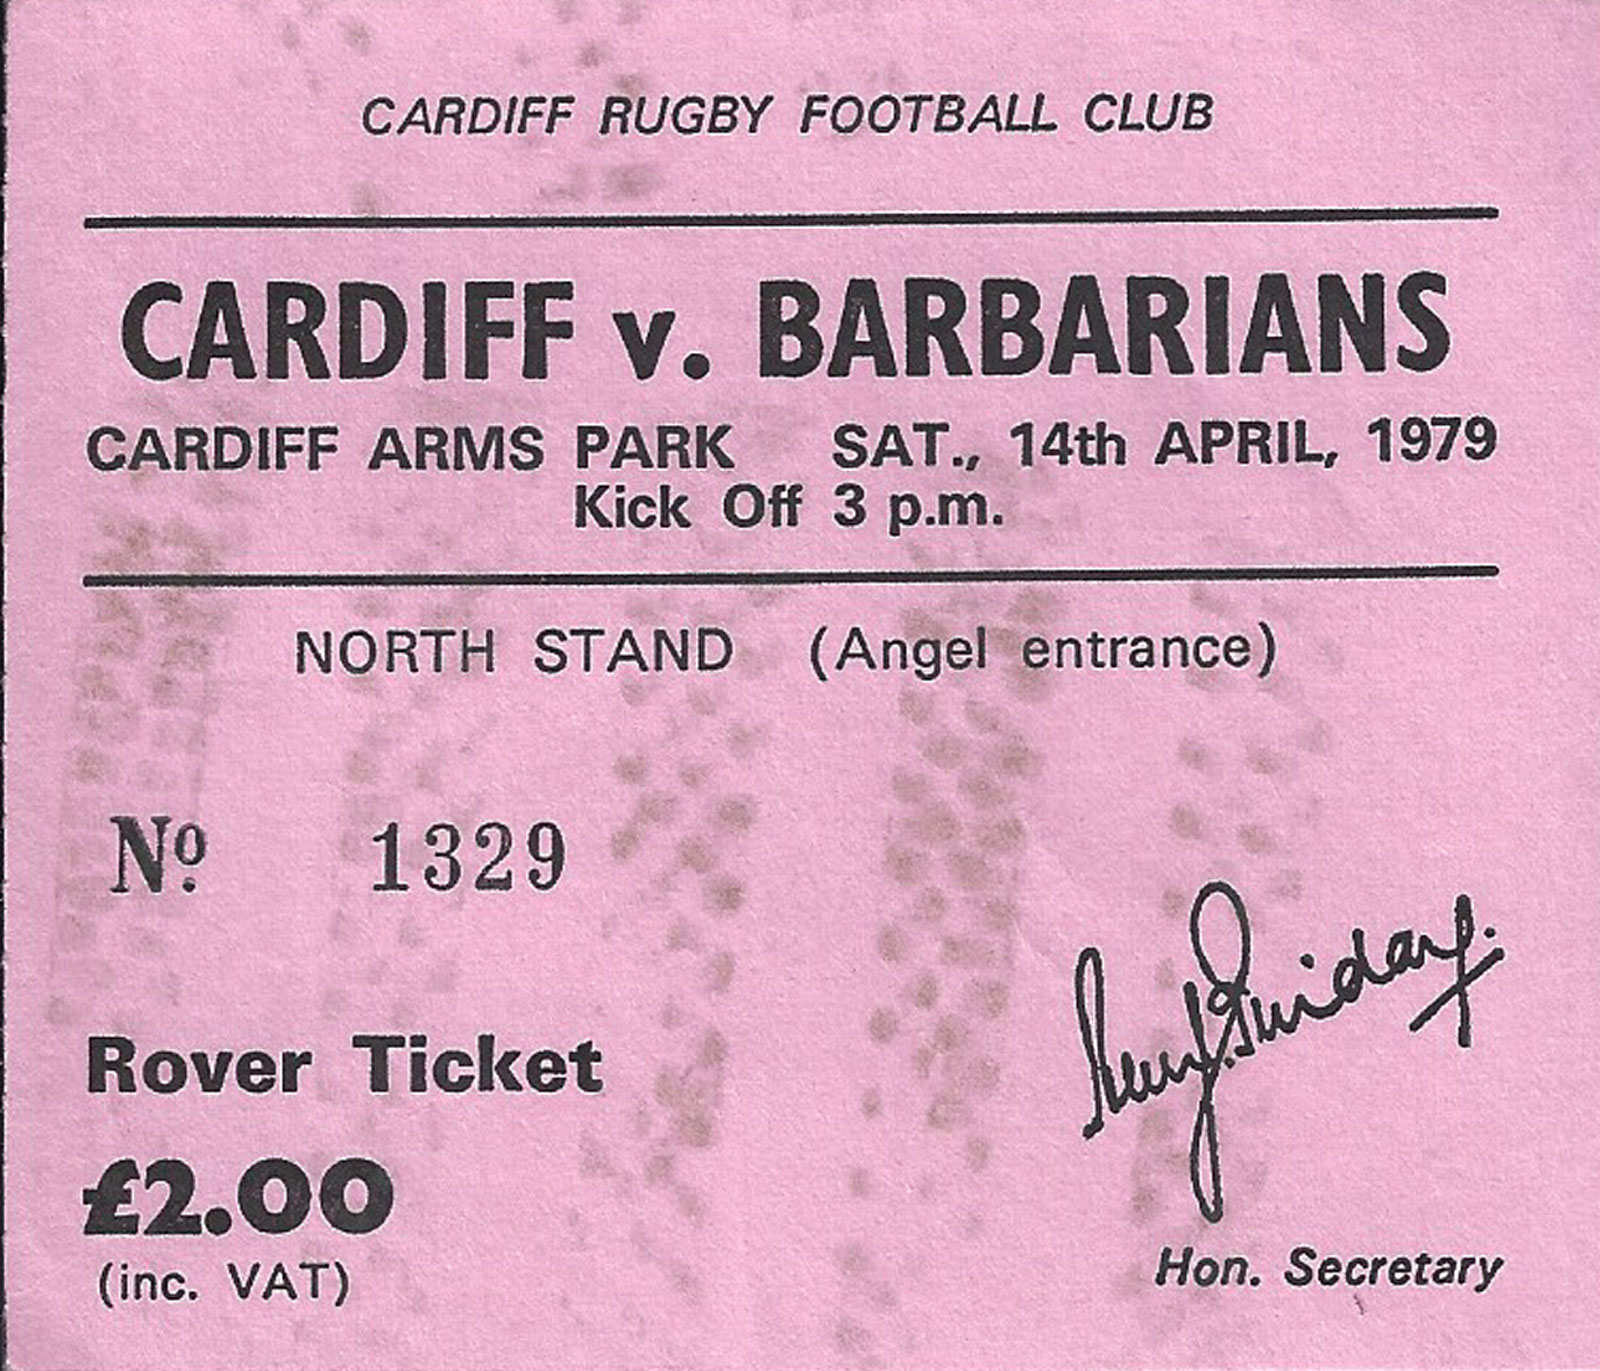 CARDIFF RUGBY FOOTBALL CLUB
CARDIFF v. BARBARIANS
CARDIFF ARMS PARK SAT., 14th APRIL, 1979
Kick Off 3 p.m.
NORTH STAND (Angel entrance)
Nº. 1329
Rover Ticket
£2.00
(inc. VAT)
Hon. Secretary